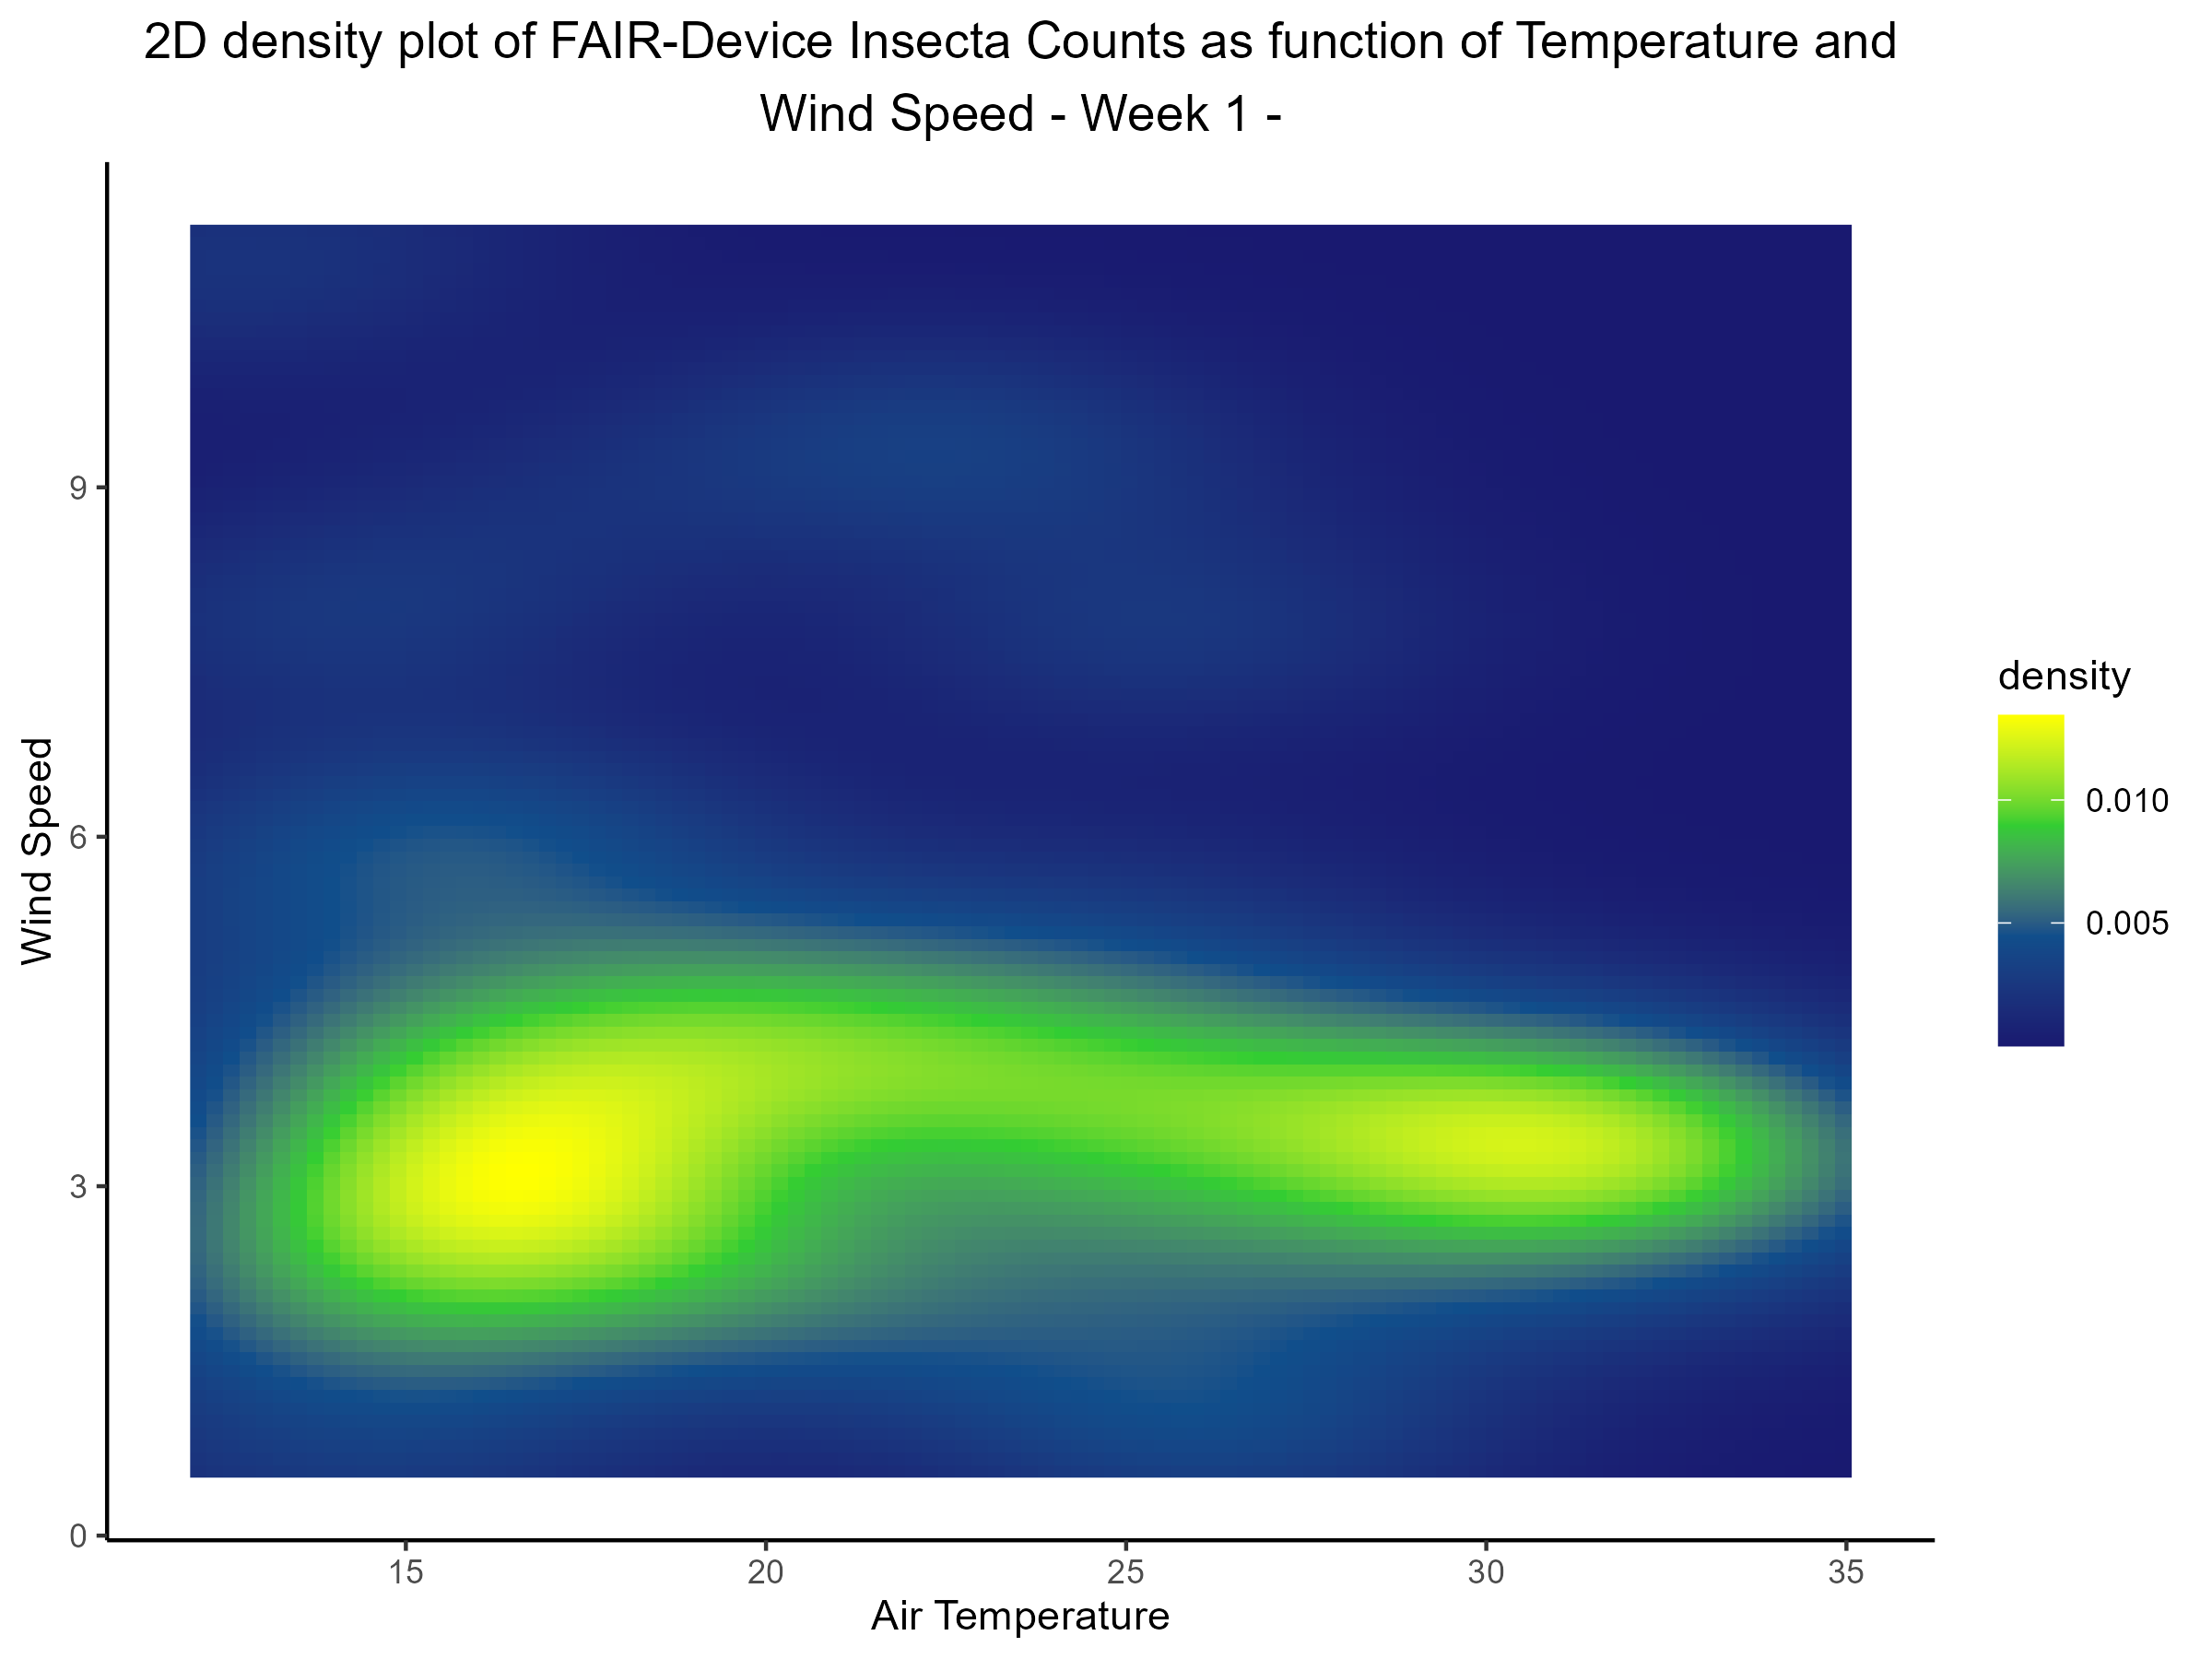 2D density plot of FAIR-Device Insecta Counts as function of Temperature and
Wind Speed - Week 1 -
Wind Speed
9
6
3
0
15 20 25 30 35
Air Temperature
density
0.010
0.005